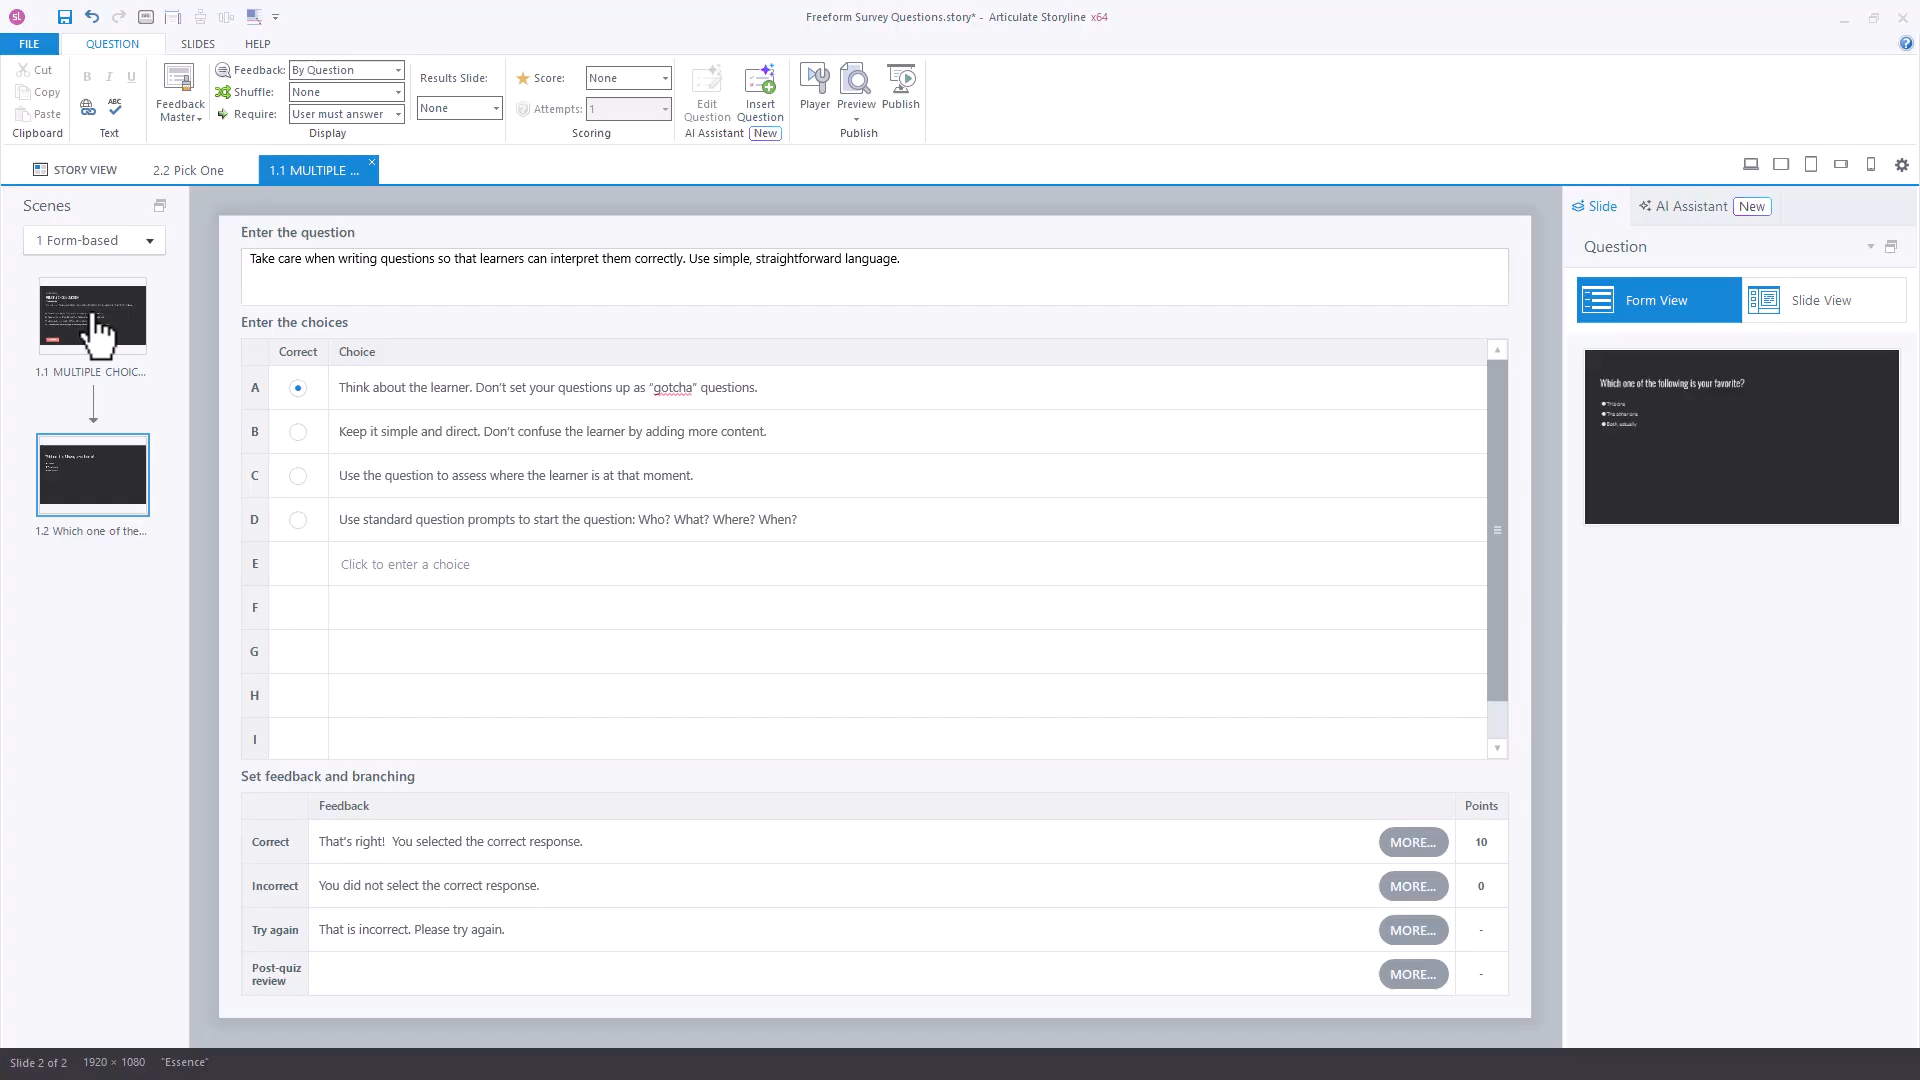 sl
Freeform Survey Questions.story* - Articulate Storyline x64
FILE
QUESTION
SLIDES
HELP
Cut
Copy
Paste
Clipboard
B I U
ABC
Text
Feedback Master
Feedback: By Question
Shuffle: None
Require: User must answer
Display
Results Slide:
None
Score: None
Attempts: 1
Scoring
Edit Question
Insert Question
AI Assistant New
Player
Preview
Publish
Publish
STORY VIEW
2.2 Pick One
1.1 MULTIPLE ...
Scenes
1 Form-based
1.1 MULTIPLE CHOIC...
1.2 Which one of the...
Enter the question
Take care when writing questions so that learners can interpret them correctly. Use simple, straightforward language.
Enter the choices
Correct Choice
A Think about the learner. Don't set your questions up as “gotcha” questions.
B Keep it simple and direct. Don't confuse the learner by adding more content.
C Use the question to assess where the learner is at that moment.
D Use standard question prompts to start the question: Who? What? Where? When?
E Click to enter a choice
F
G
H
I
Set feedback and branching
Feedback Points
Correct That's right! You selected the correct response. MORE... 10
Incorrect You did not select the correct response. MORE... 0
Try again That is incorrect. Please try again. MORE... -
Post-quiz review MORE... -
Slide
AI Assistant New
Question
Form View
Slide View
Which one of the following is your favorite?
This one
The other one
Both, actually
Slide 2 of 2 1920 × 1080 "Essence"